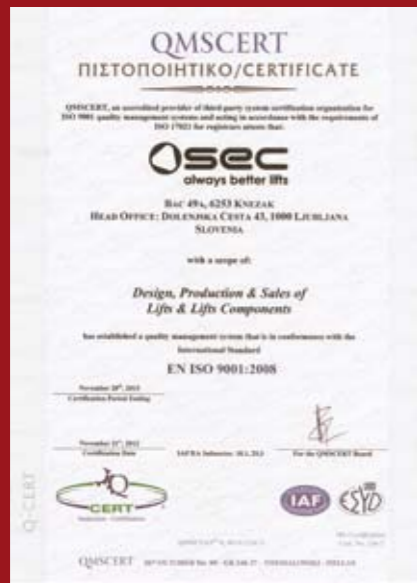 QMSCERT
ΠΙΣΤΟΠΟΙΗΤΙΚΟ/CERTIFICATE
QMSCERT, an accredited provider of third party system certification organisation for
ISO 9001 quality management systems and acting in accordance with the requirements of
ISO 17021 for registrars attests that:
sec
always better lifts
BAC 49A, 6253 KNEZAK
HEAD OFFICE: DOLENJSKA CESTA 43, 1000 LJUBLJANA
SLOVENIA
with a scope of:
Design, Production & Sales of
Lifts & Lifts Components
has established a quality management system that is in conformance with the
International Standard
EN ISO 9001:2008
Certification Period Ending
Certification Date
For the QMSCERT Board
Q-CERT
CERT
IAF
ΕΣΥΔ
QMSCERT